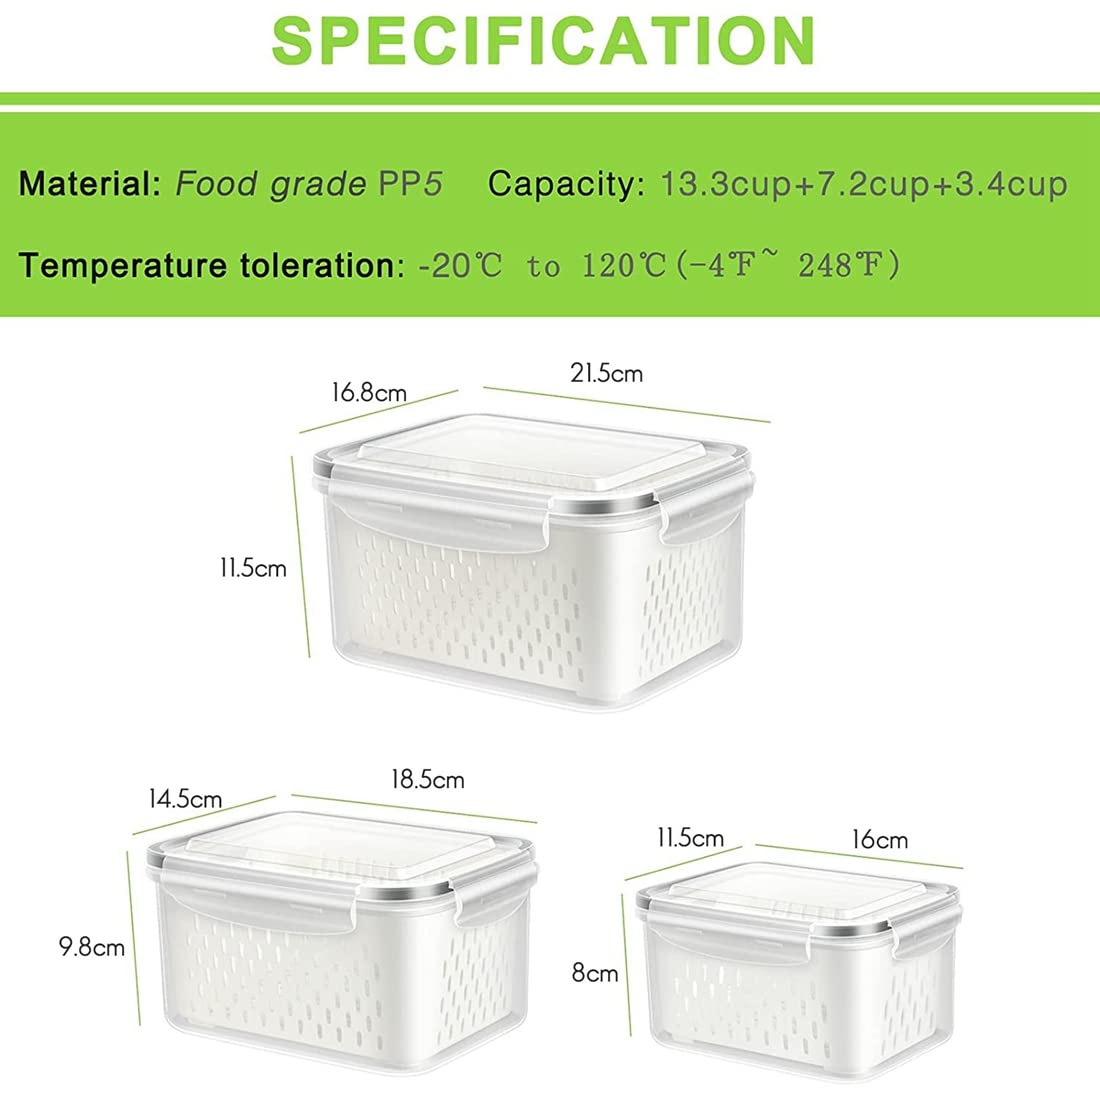 SPECIFICATION
Material: Food grade PP5 Capacity: 13.3cup+7.2cup+3.4cup
Temperature toleration: -20℃ to 120℃(-4℉~ 248℉)
16.8cm
21.5cm
11.5cm
14.5cm
18.5cm
9.8cm
11.5cm
16cm
8cm